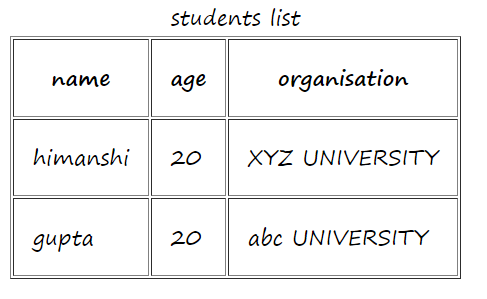 students list
name age organisation
himanshi 20 XYZ UNIVERSITY
gupta 20 abc UNIVERSITY